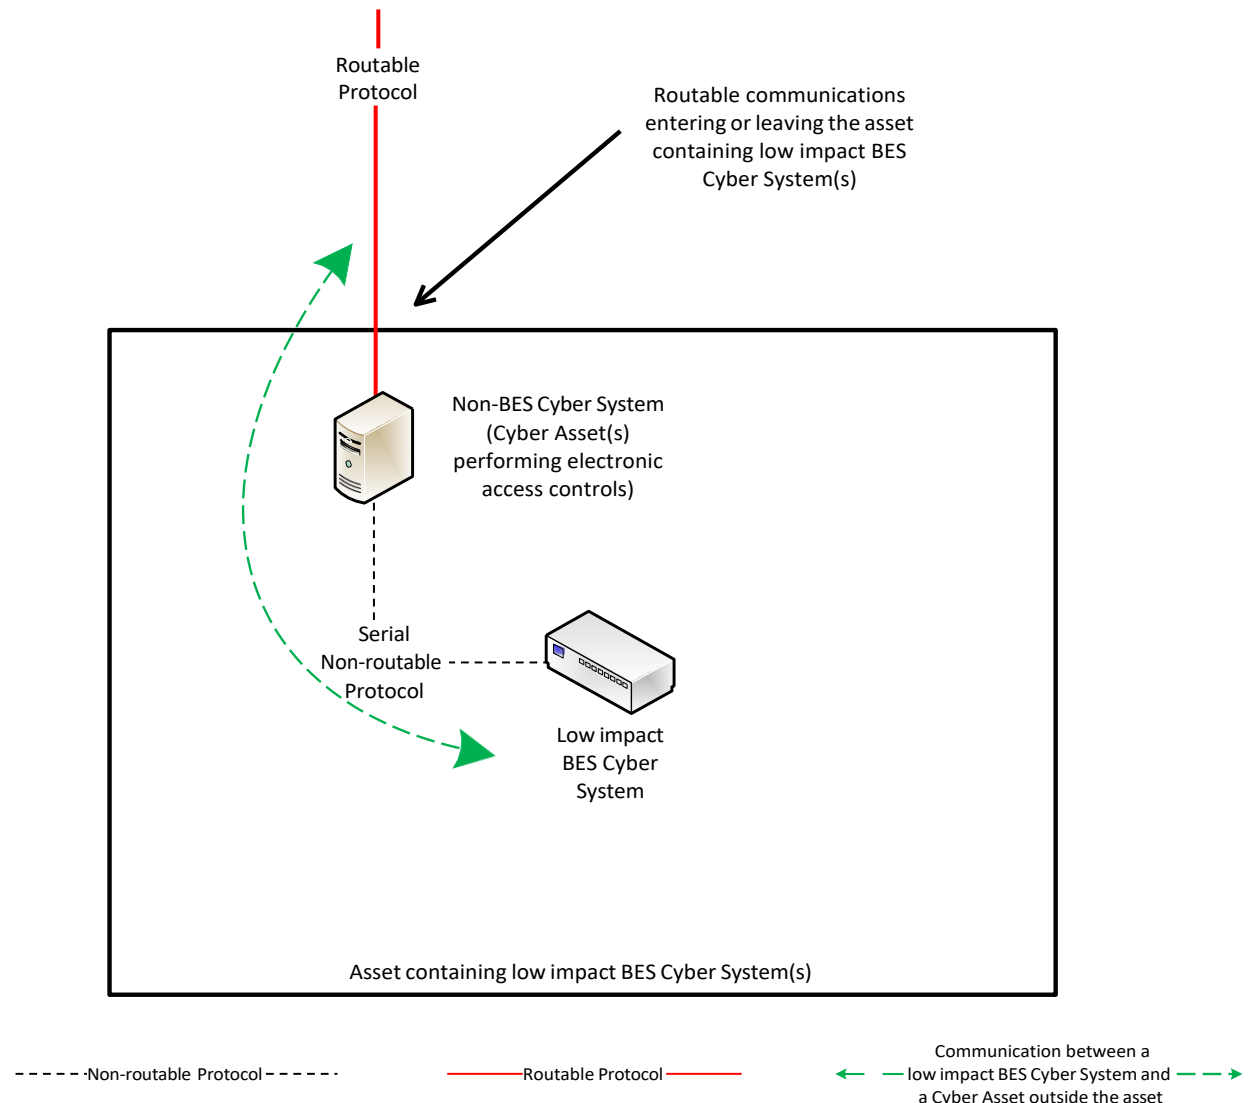 Routable
Protocol
Routable communications
entering or leaving the asset
containing low impact BES
Cyber System(s)
Non-BES Cyber System
(Cyber Asset(s)
performing electronic
access controls)
Serial
Non-routable
Protocol
Low impact
BES Cyber
System
Asset containing low impact BES Cyber System(s)
Non-routable Protocol
Routable Protocol
Communication between a
low impact BES Cyber System and
a Cyber Asset outside the asset